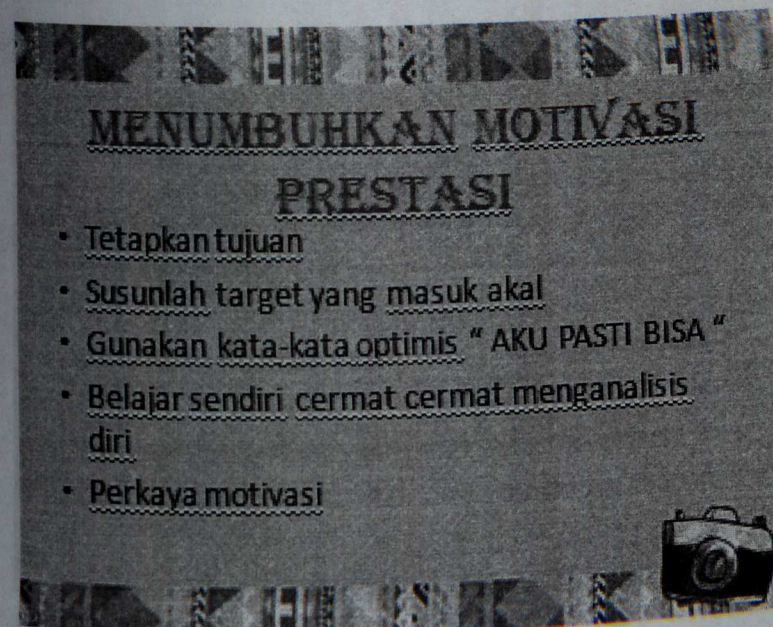 MENUMBUHKAN MOTIVASI
PRESTASI
• Tetapkan tujuan
• Susunlah target yang masuk akal
• Gunakan kata-kata optimis “ AKU PASTI BISA “
• Belajar sendiri cermat cermat menganalisis
diri
• Perkaya motivasi